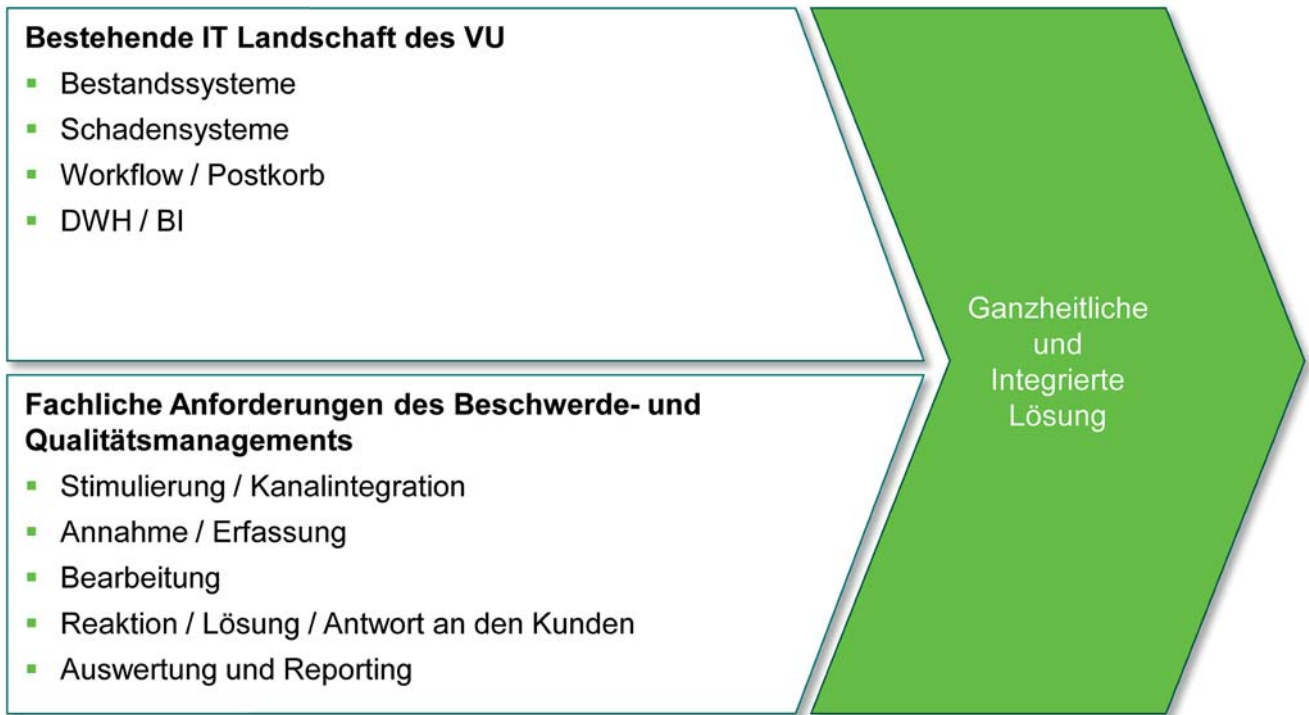 Bestehende IT Landschaft des VU
▪ Bestandssysteme
▪ Schadensysteme
▪ Workflow / Postkorb
▪ DWH / BI
Fachliche Anforderungen des Beschwerde- und
Qualitätsmanagements
▪ Stimulierung / Kanalintegration
▪ Annahme / Erfassung
▪ Bearbeitung
▪ Reaktion / Lösung / Antwort an den Kunden
▪ Auswertung und Reporting
Ganzheitliche
und
Integrierte
Lösung